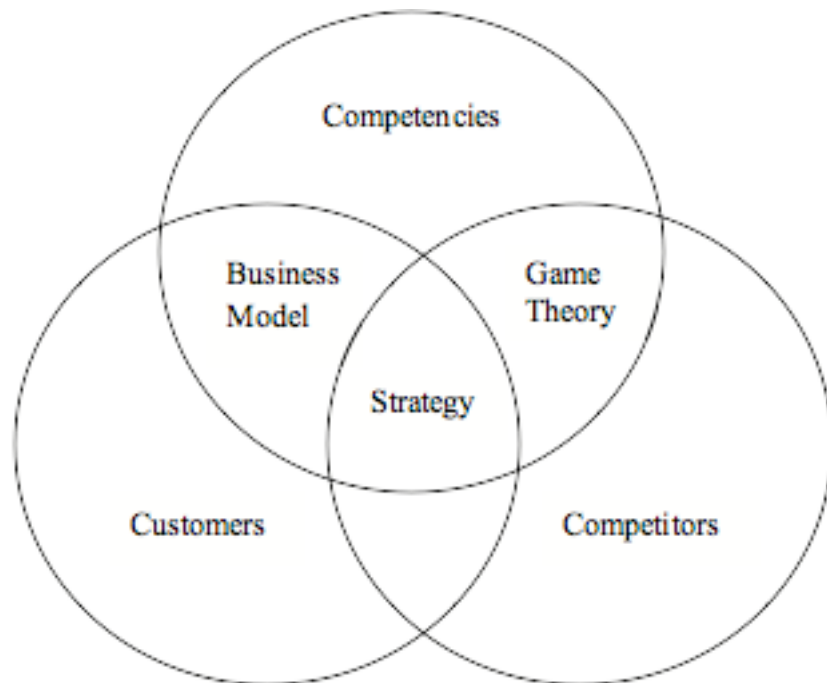 Competencies
Business
Model
Game
Theory
Strategy
Customers
Competitors